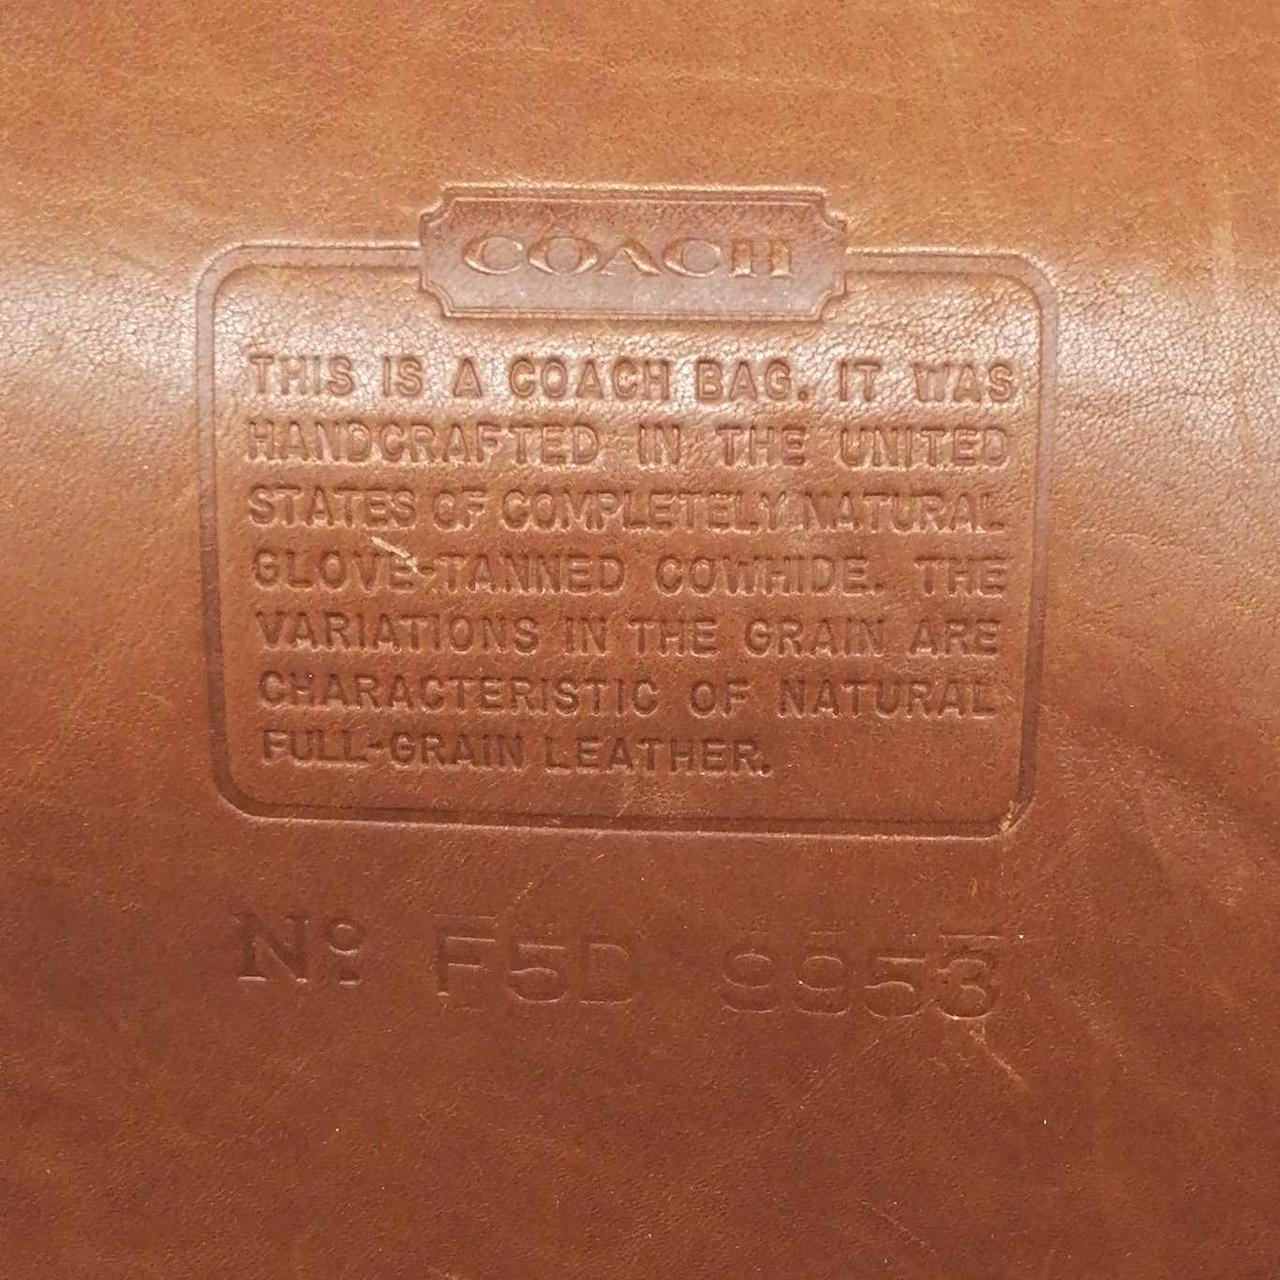 COACH
THIS IS A COACH BAG. IT WAS
HANDCRAFTED IN THE UNITED
STATES OF COMPLETELY NATURAL
GLOVE-TANNED COWHIDE. THE
VARIATIONS IN THE GRAIN ARE
CHARACTERISTIC OF NATURAL
FULL-GRAIN LEATHER.
Nº F5D 9953